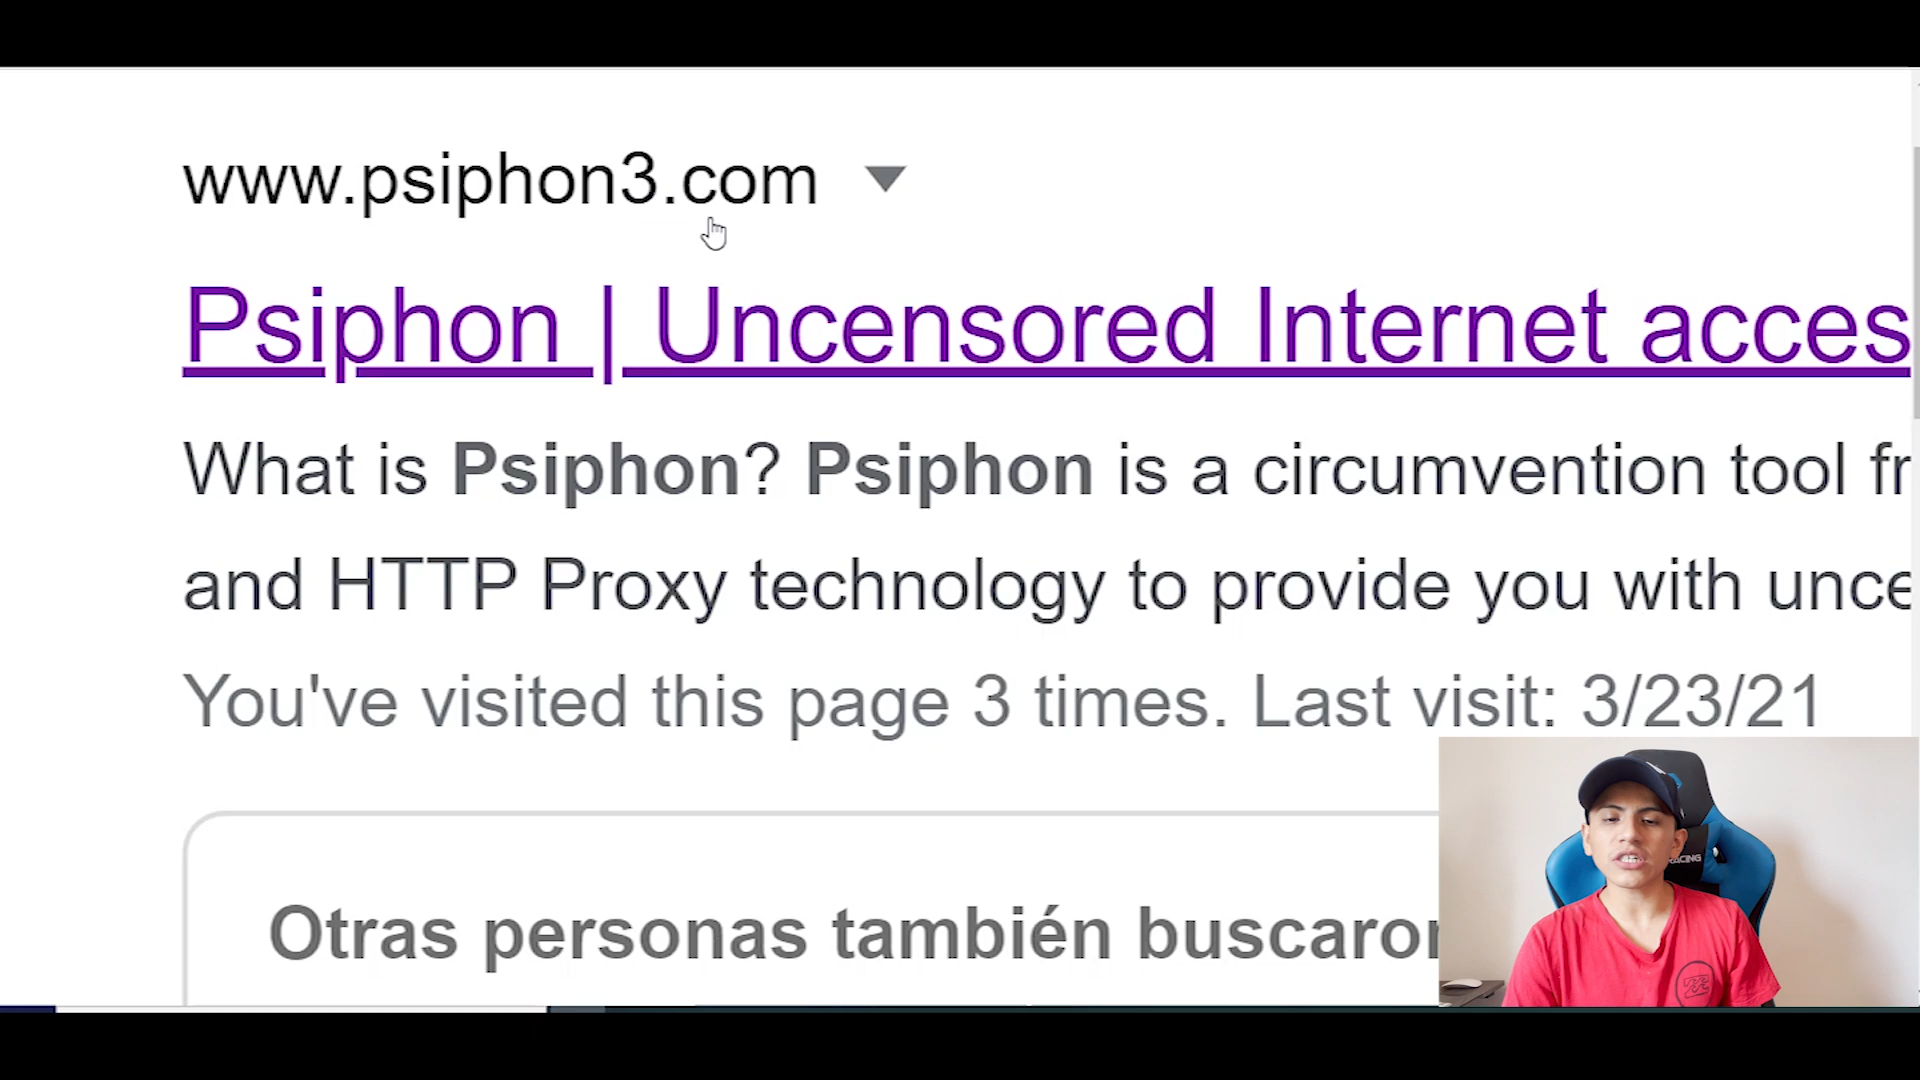 www.psiphon3.com
Psiphon | Uncensored Internet acces
What is Psiphon? Psiphon is a circumvention tool fr
and HTTP Proxy technology to provide you with unce
You've visited this page 3 times. Last visit: 3/23/21
Otras personas también buscaron
RACING